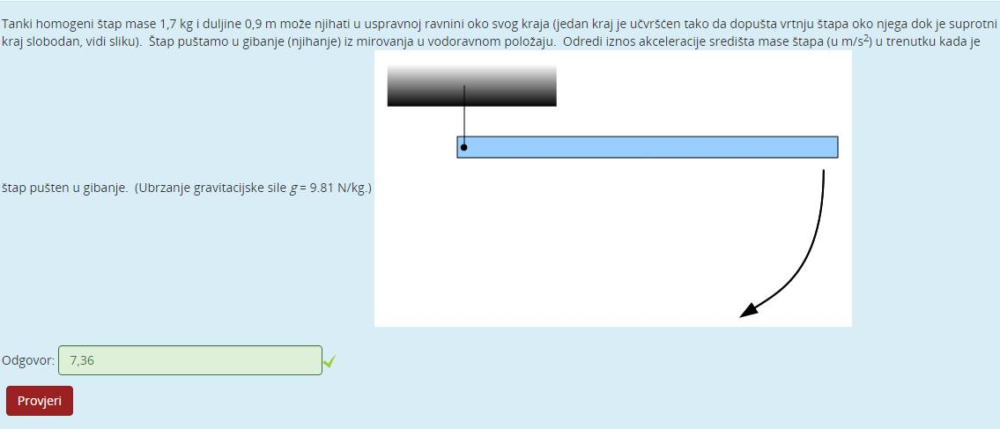 Tanki homogeni štap mase 1,7 kg i duljine 0,9 m može njihati u uspravnoj ravnini oko svog kraja (jedan kraj je učvršćen tako da dopušta vrtnju štapa oko njega dok je suprotni
kraj slobodan, vidi sliku). Štap puštamo u gibanje (njihanje) iz mirovanja u vodoravnom položaju. Odredi iznos akceleracije središta mase štapa (u m/s²) u trenutku kada je
štap pušten u gibanje. (Ubrzanje gravitacijske sile g = 9.81 N/kg.)
Odgovor: 7,36
Provjeri